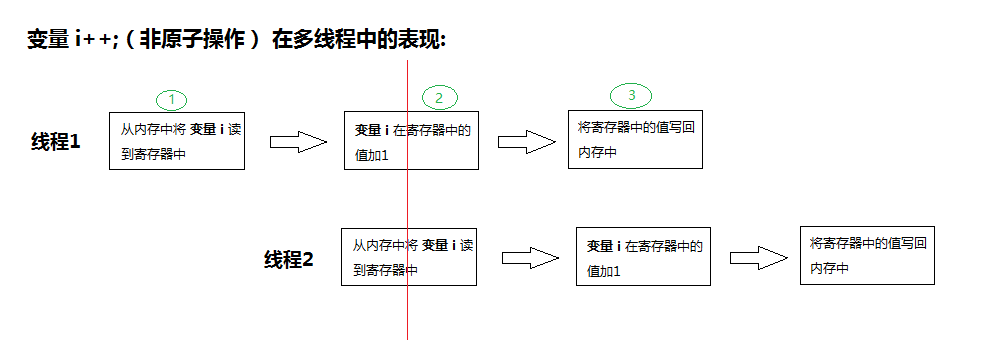 变量 i++;( 非原子操作 ) 在多线程中的表现:
1
2
3
线程1
从内存中将 变量 i 读
到寄存器中
变量 i 在寄存器中的
值加1
将寄存器中的值写回
内存中
线程2
从内存中将 变量 i 读
到寄存器中
变量 i 在寄存器中的
值加1
将寄存器中的值写回
内存中